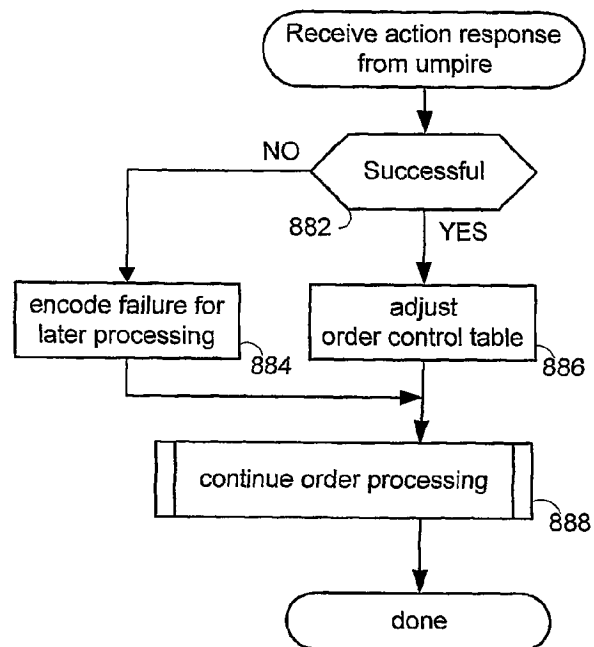 Receive action response
from umpire
NO
Successful
882
YES
encode failure for
later processing
884
adjust
order control table
886
continue order processing
888
done